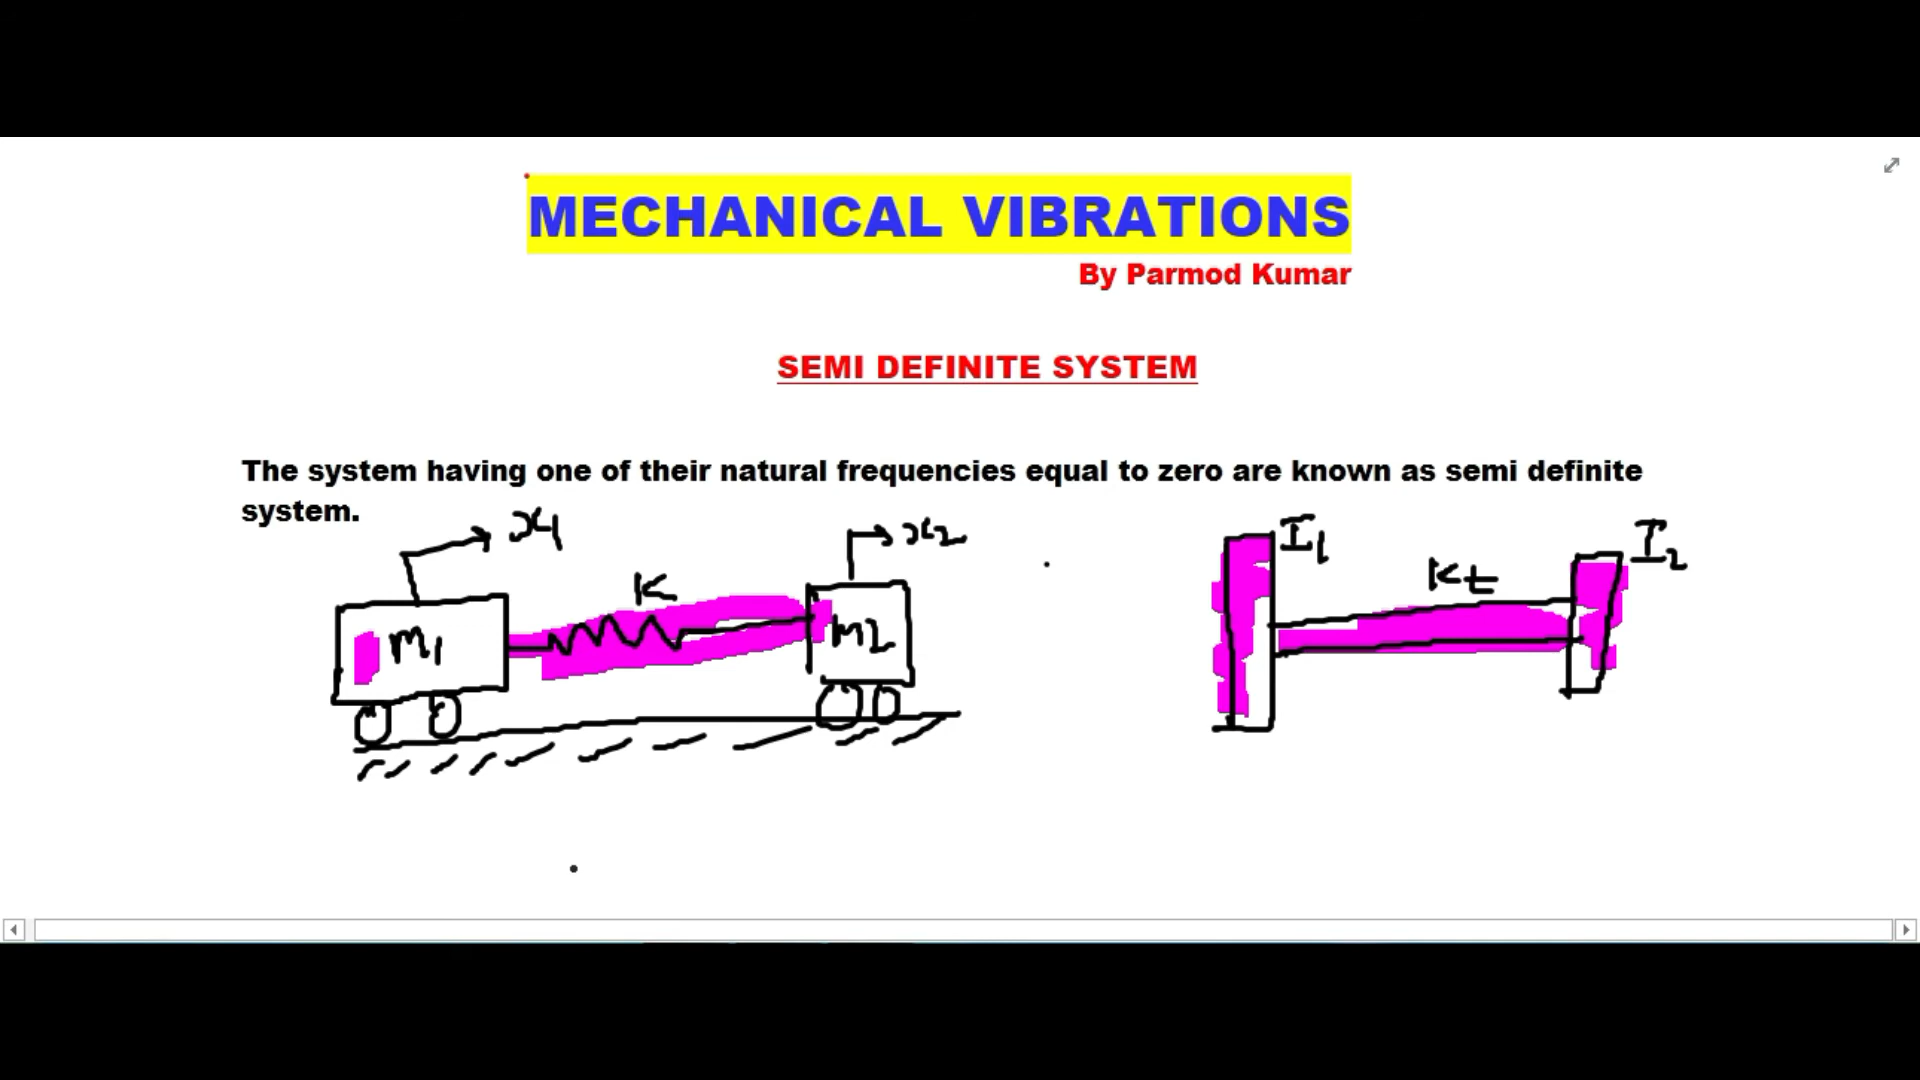 MECHANICAL VIBRATIONS
By Parmod Kumar
SEMI DEFINITE SYSTEM
The system having one of their natural frequencies equal to zero are known as semi definite
system.
x1
x2
I1
I2
K
Kt
m1
m2